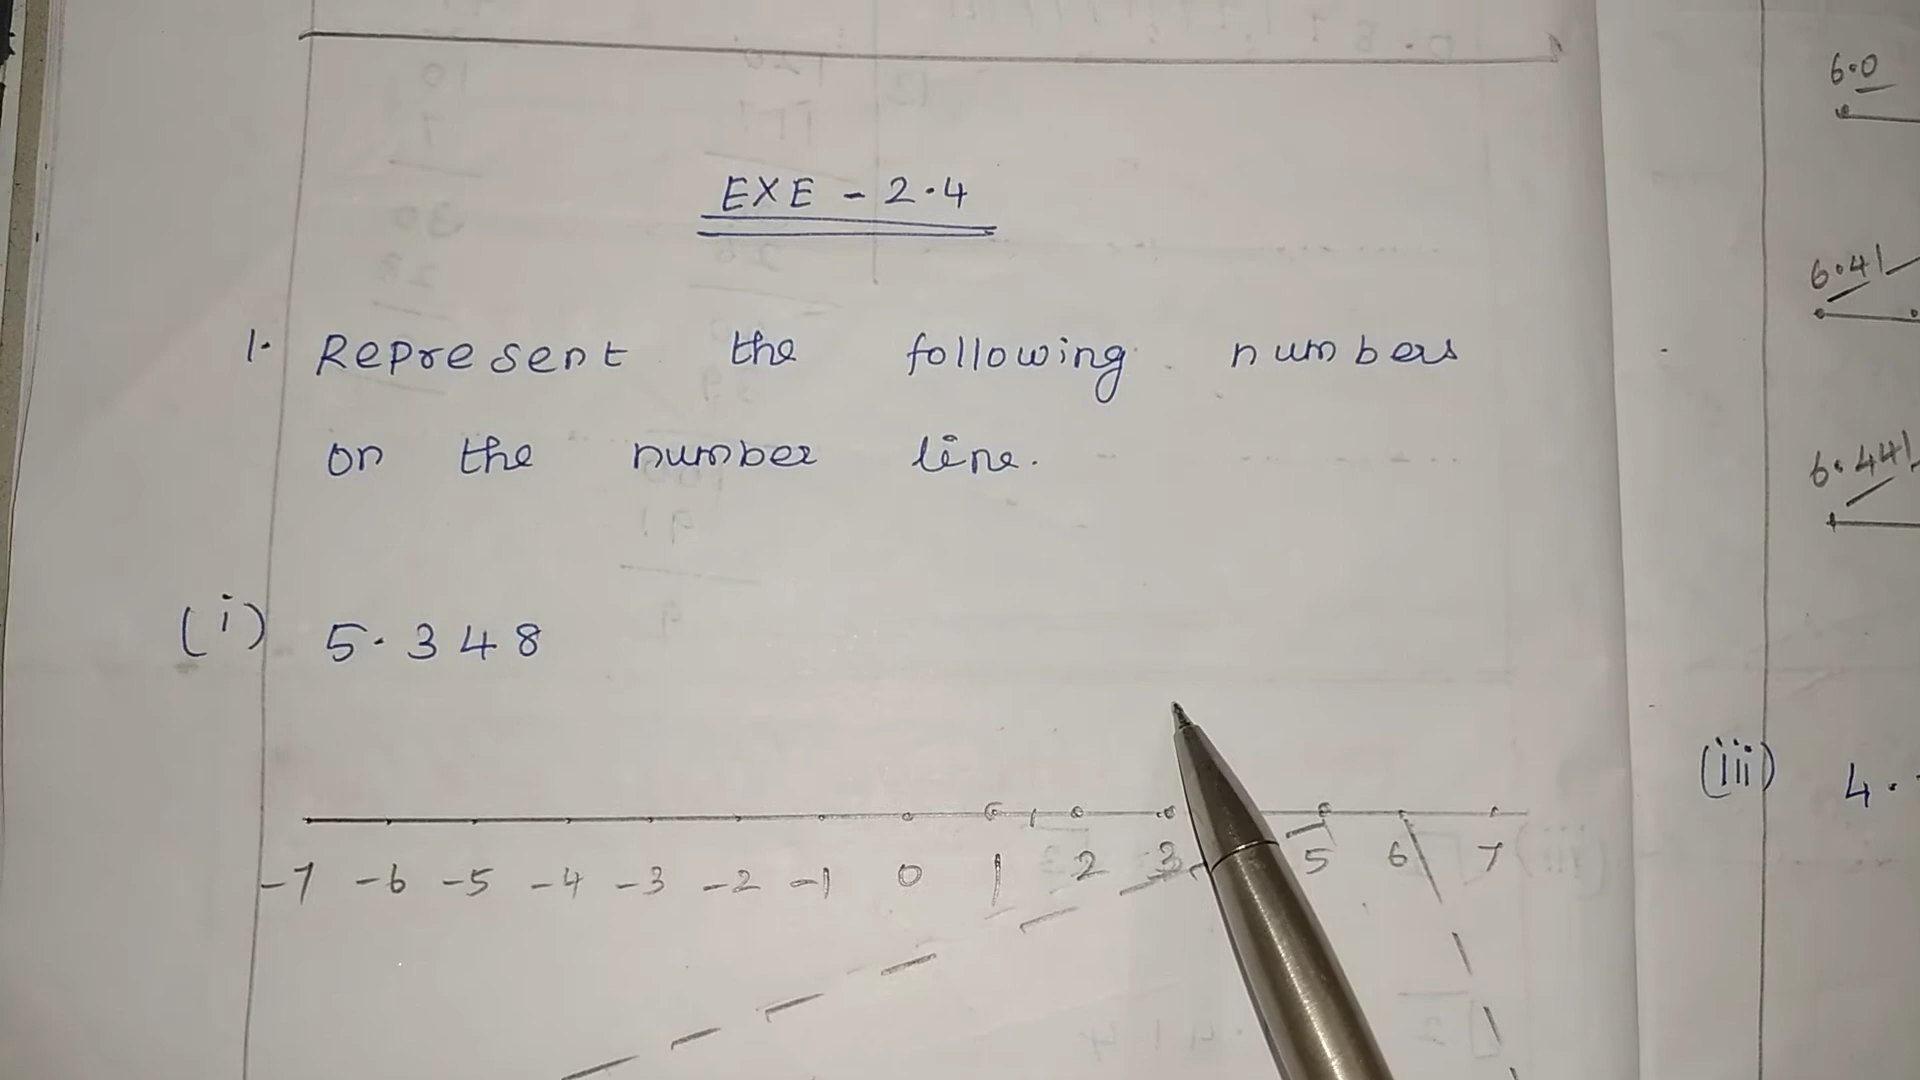 EXE - 2.4
1. Represent the following numbers
on the number line.
(i) 5.348
-7 -6 -5 -4 -3 -2 -1 0 1 2 3 5 6 7
6.0
6.41
6.441
(iii) 4.